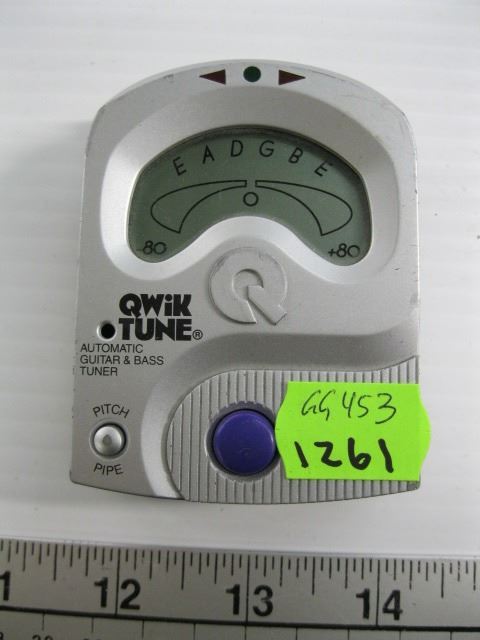 E A D G B E
-80 +80
QWiK
TUNE®
AUTOMATIC
GUITAR & BASS
TUNER
PITCH
PIPE
GG453
1261
1 12 13 14